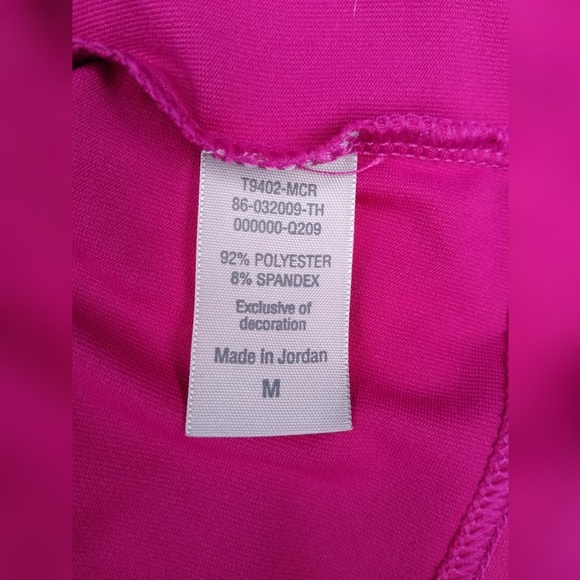 T9402-MCR
86-032009-TH
000000-Q209
92% POLYESTER
8% SPANDEX
Exclusive of
decoration
Made in Jordan
M